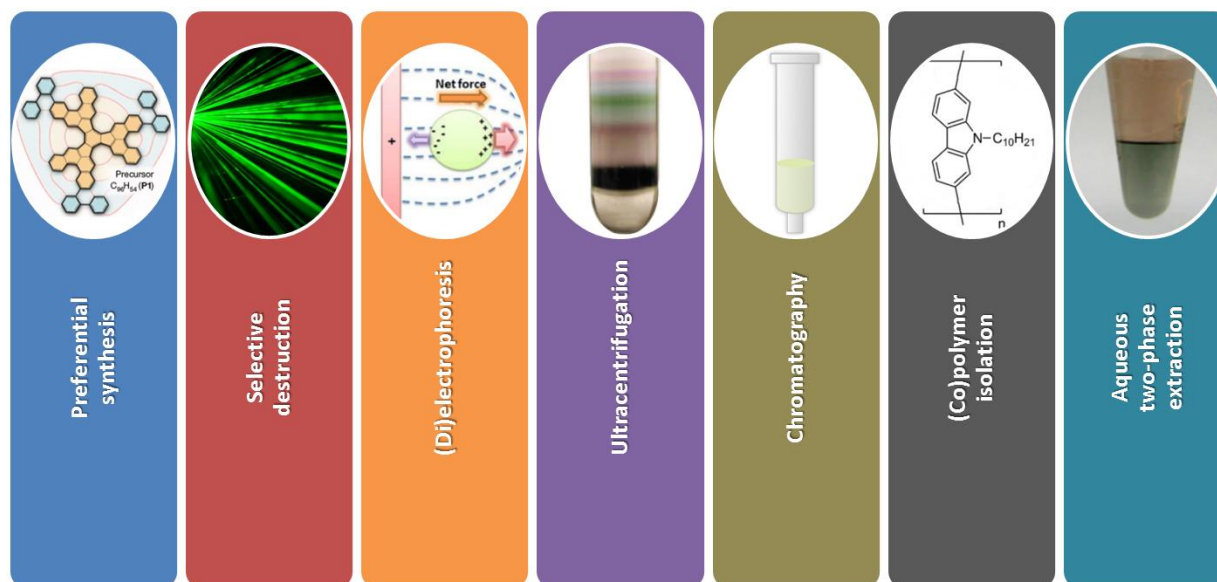 Precursor
C₉₆H₅₄ (P1)
Preferential
synthesis
Selective
destruction
Net force
+
- - - - -
+ + + + +
(Di)electrophoresis
Ultracentrifugation
Chromatography
N–C₁₀H₂₁
n
(Co)polymer
isolation
Aqueous
two-phase
extraction